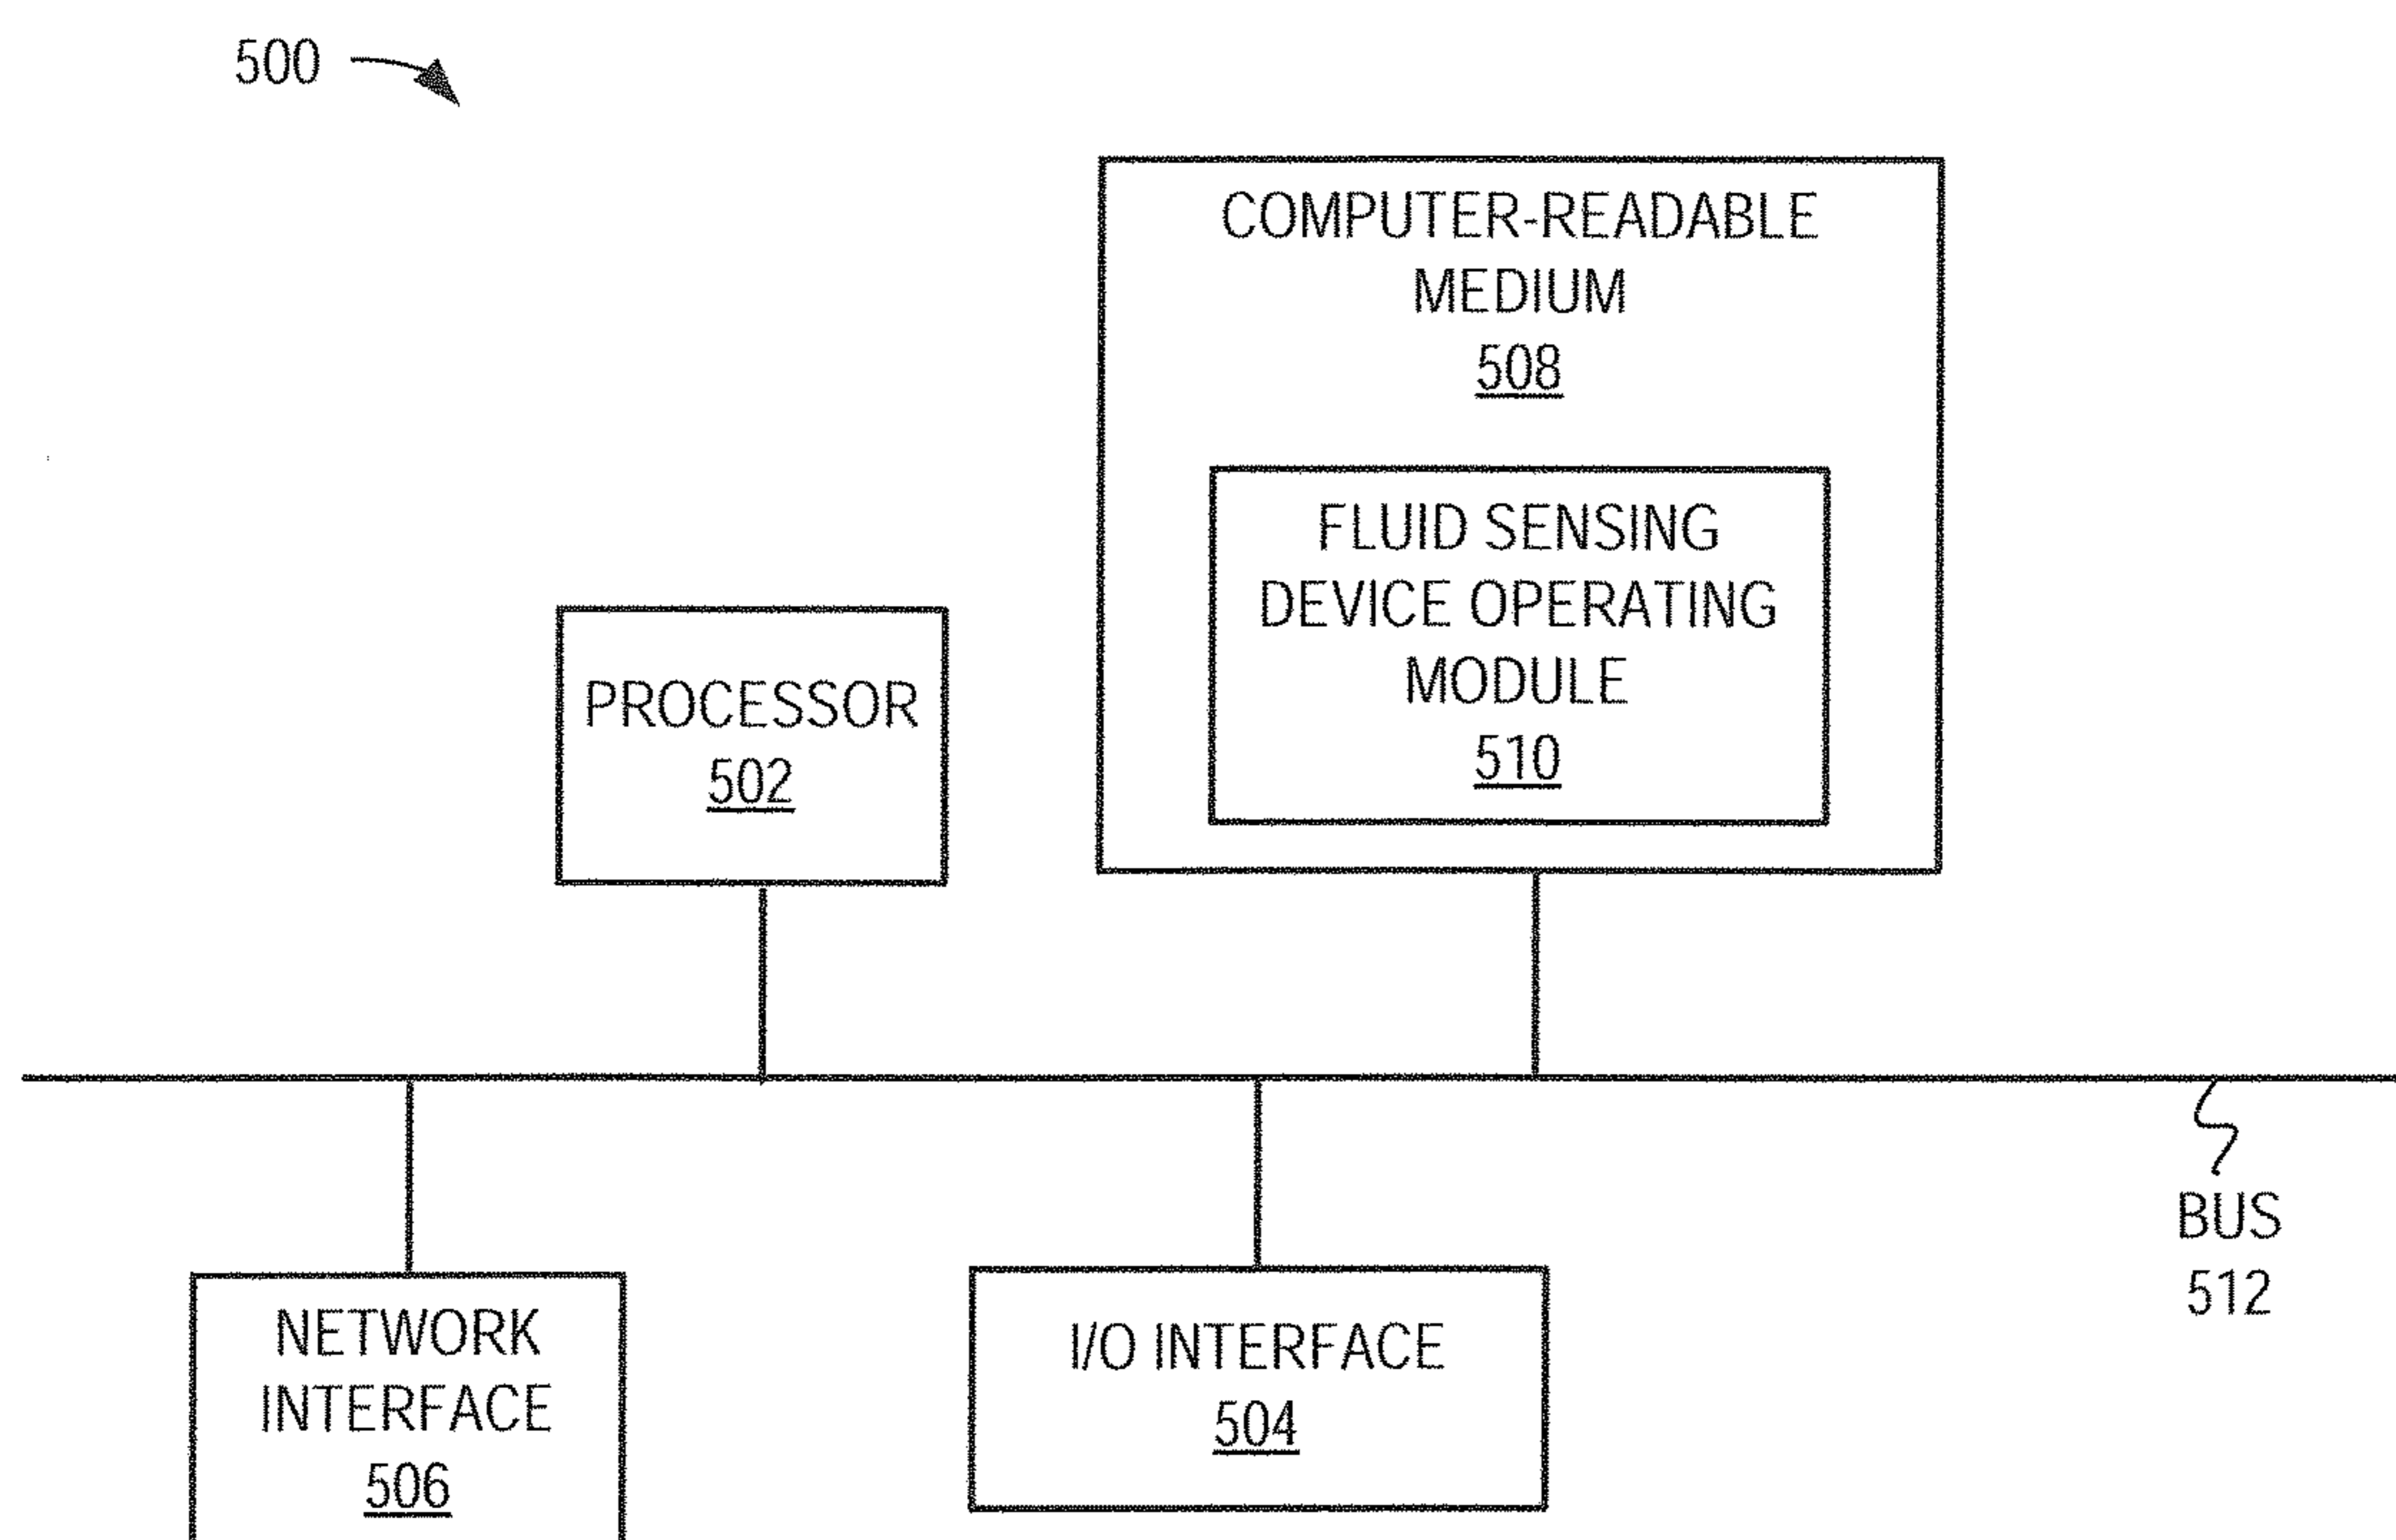 500
COMPUTER-READABLE
MEDIUM
508
FLUID SENSING
DEVICE OPERATING
MODULE
510
PROCESSOR
502
BUS
512
NETWORK
INTERFACE
506
I/O INTERFACE
504